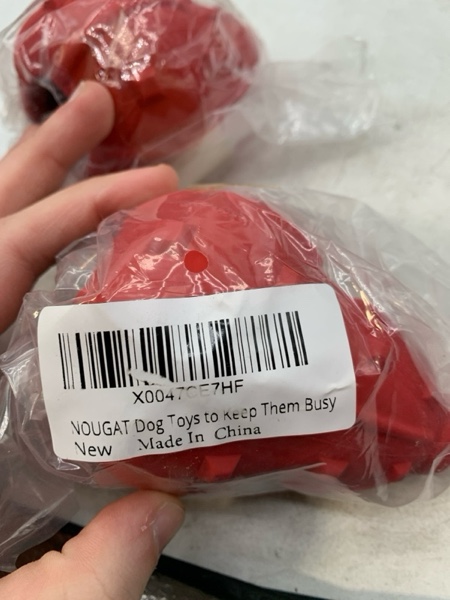 X0047CE7HF
NOUGAT Dog Toys to Keep Them Busy
New Made In China